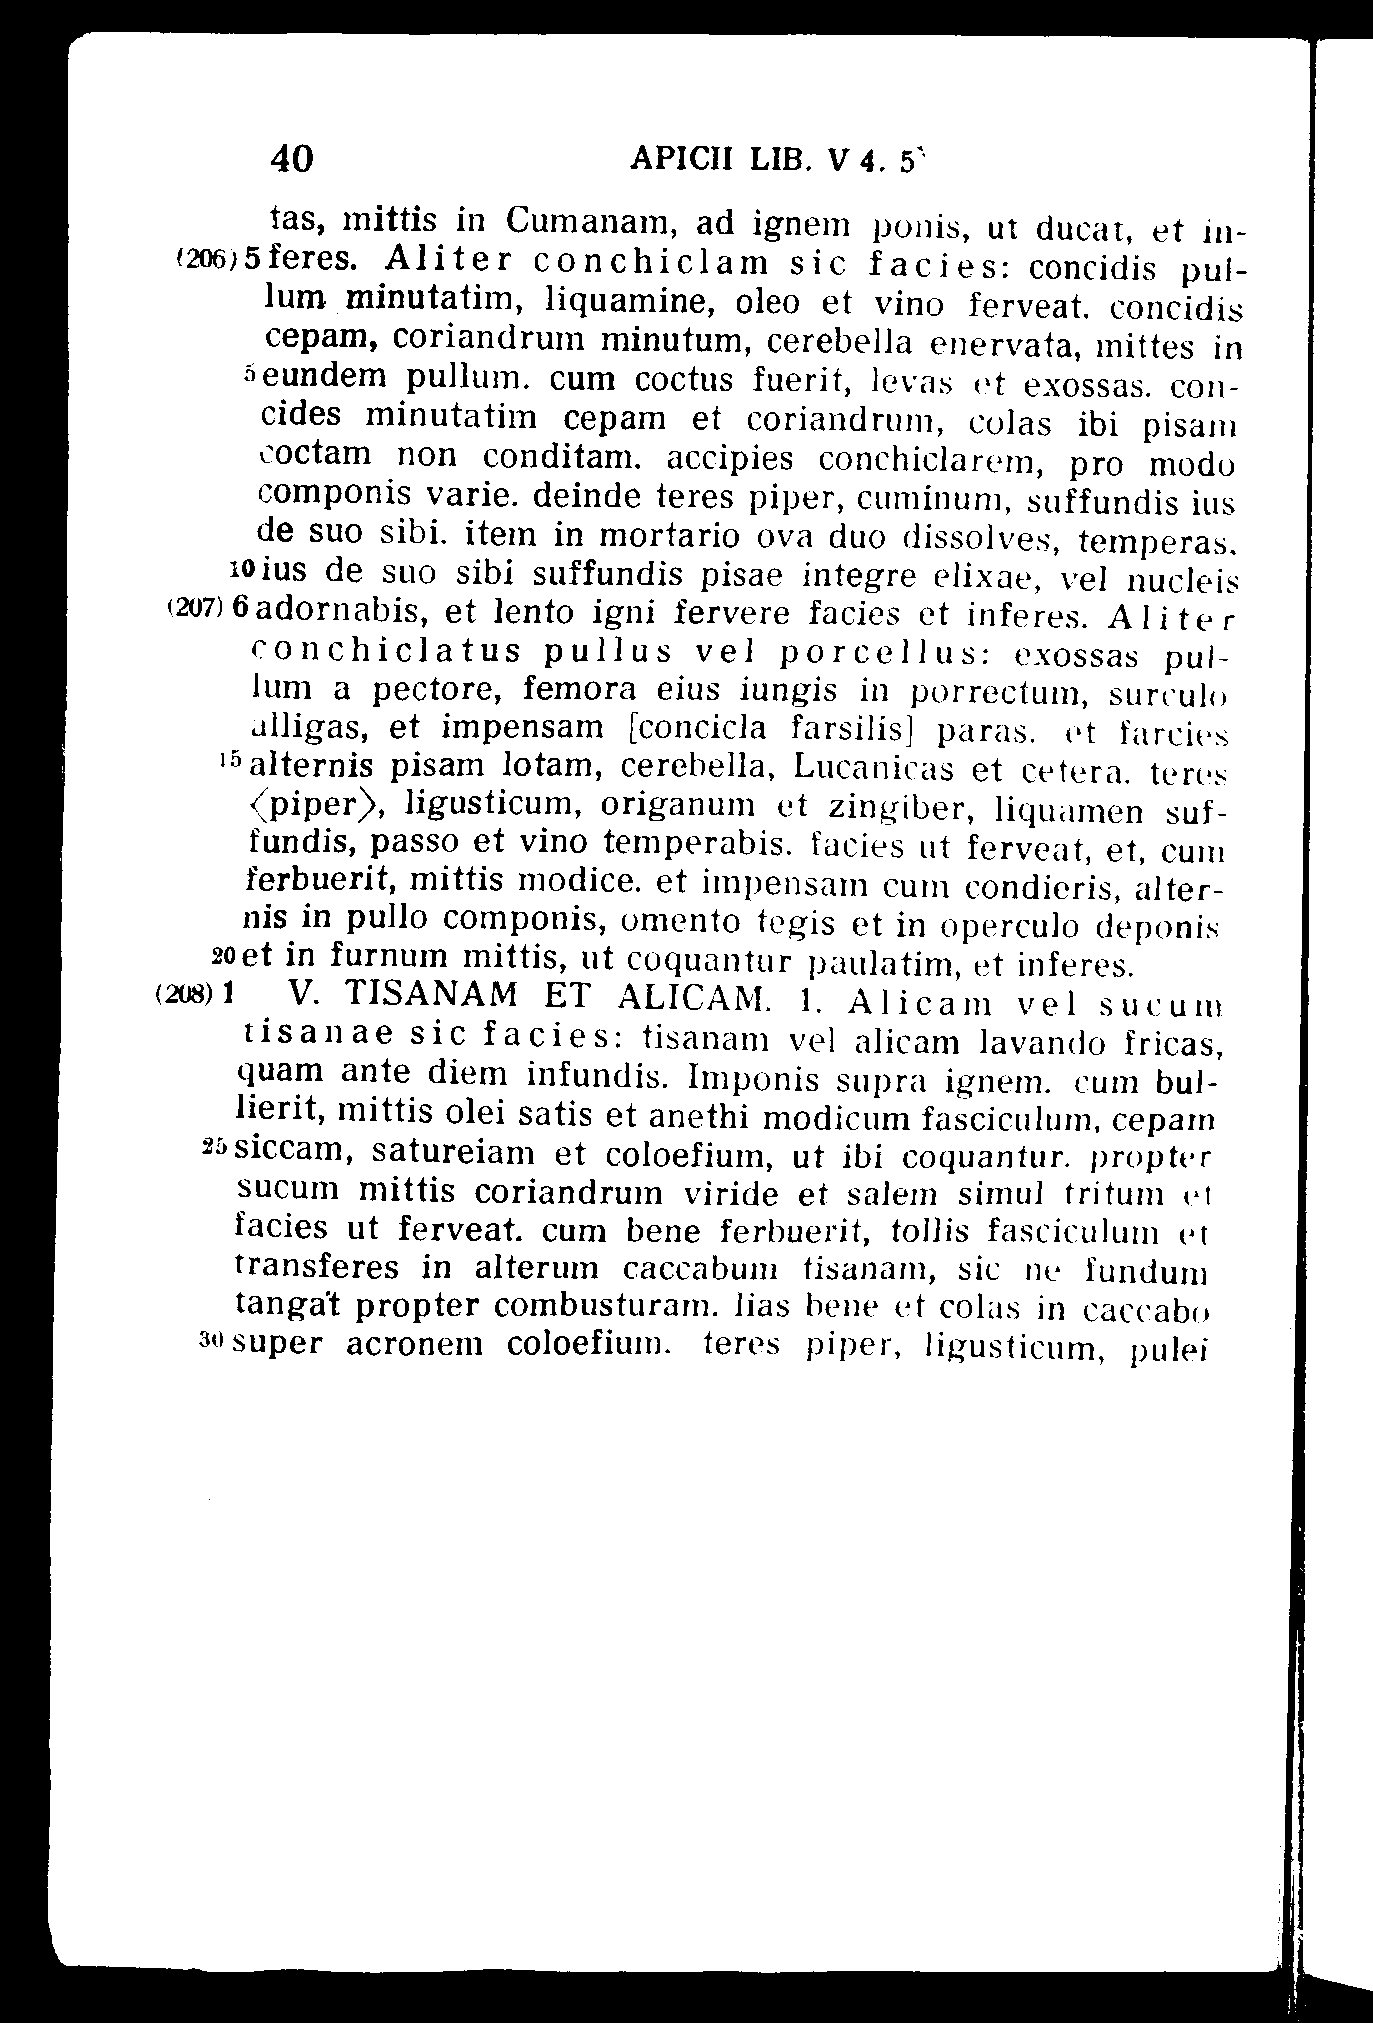 40 APICII LIB. V 4. 5
tas, mittis in Cumanam, ad ignem ponis, ut ducat, et in-
(206) 5 feres. Aliter conchiclam sic facies: concidis pul-
lum minutatim, liquamine, oleo et vino ferveat. concidis
cepam, coriandrum minutum, cerebella enervata, mittes in
5 eundem pullum. cum coctus fuerit, levas et exossas. con-
cides minutatim cepam et coriandrum, colas ibi pisam
coctam non conditam. accipies conchiclarem, pro modo
componis varie. deinde teres piper, cuminum, suffundis ius
de suo sibi. item in mortario ova duo dissolves, temperas.
10 ius de suo sibi suffundis pisae integre elixae, vel nucleis
(207) 6 adornabis, et lento igni fervere facies et inferes. Aliter
conchiclatus pullus vel porcellus: exossas pul-
lum a pectore, femora eius iungis in porrectum, surculo
alligas, et impensam [concicla farsilis] paras. et farcies
15 alternis pisam lotam, cerebella, Lucanicas et cetera. teres
⟨piper⟩, ligusticum, origanum et zingiber, liquamen suf-
fundis, passo et vino temperabis. facies ut ferveat, et, cum
ferbuerit, mittis modice. et impensam cum condieris, alter-
nis in pullo componis, omento tegis et in operculo deponis
20 et in furnum mittis, ut coquantur paulatim, et inferes.
(208) 1 V. TISANAM ET ALICAM. 1. Alicam vel sucum
tisanae sic facies: tisanam vel alicam lavando fricas,
quam ante diem infundis. Imponis supra ignem. cum bul-
lierit, mittis olei satis et anethi modicum fasciculum, cepam
25 siccam, satureiam et coloefium, ut ibi coquantur. propter
sucum mittis coriandrum viride et salem simul tritum et
facies ut ferveat. cum bene ferbuerit, tollis fasciculum et
transferes in alterum caccabum tisanam, sic ne fundum
tangat propter combusturam. lias bene et colas in caccabo
30 super acronem coloefium. teres piper, ligusticum, pulei